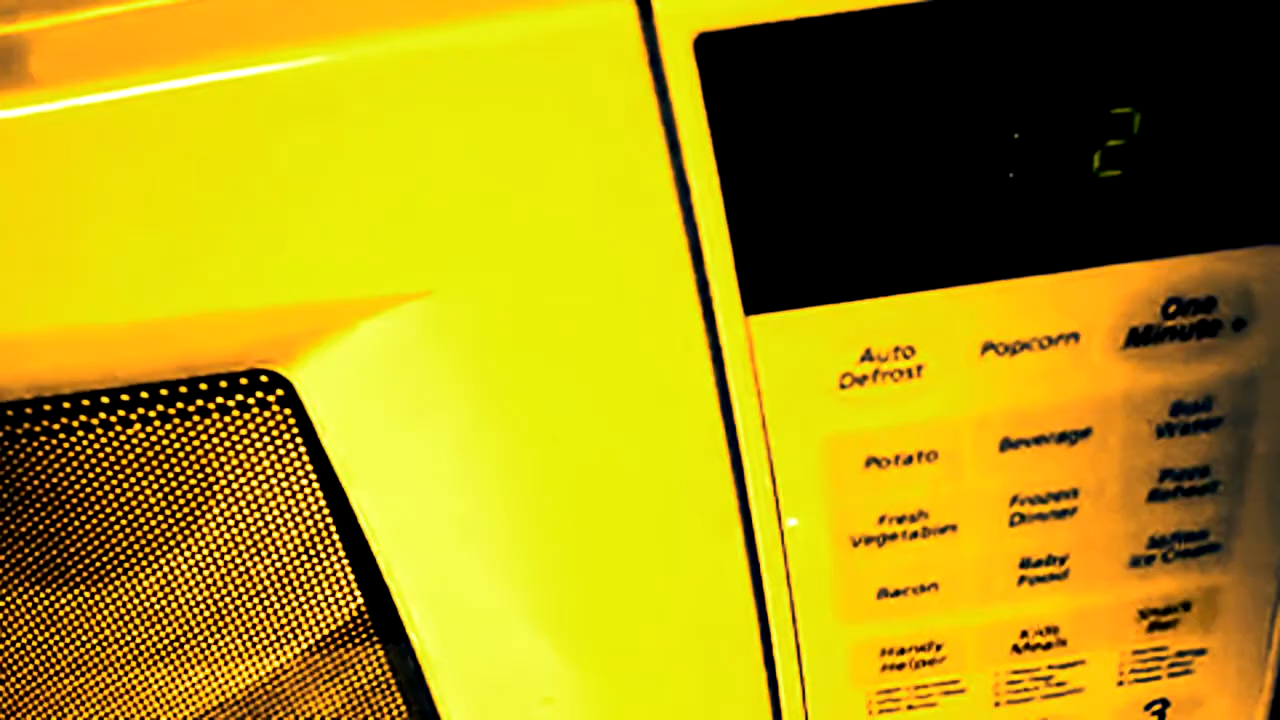 : 2
One
Minute +
Auto
Defrost
Popcorn
Potato
Beverage
Boil
Water
Fresh
Vegetables
Frozen
Dinner
Pizza
Reheat
Bacon
Baby
Food
Soften
Ice Cream
Handy
Helper
Kids
Meals
Snack
Bar
3